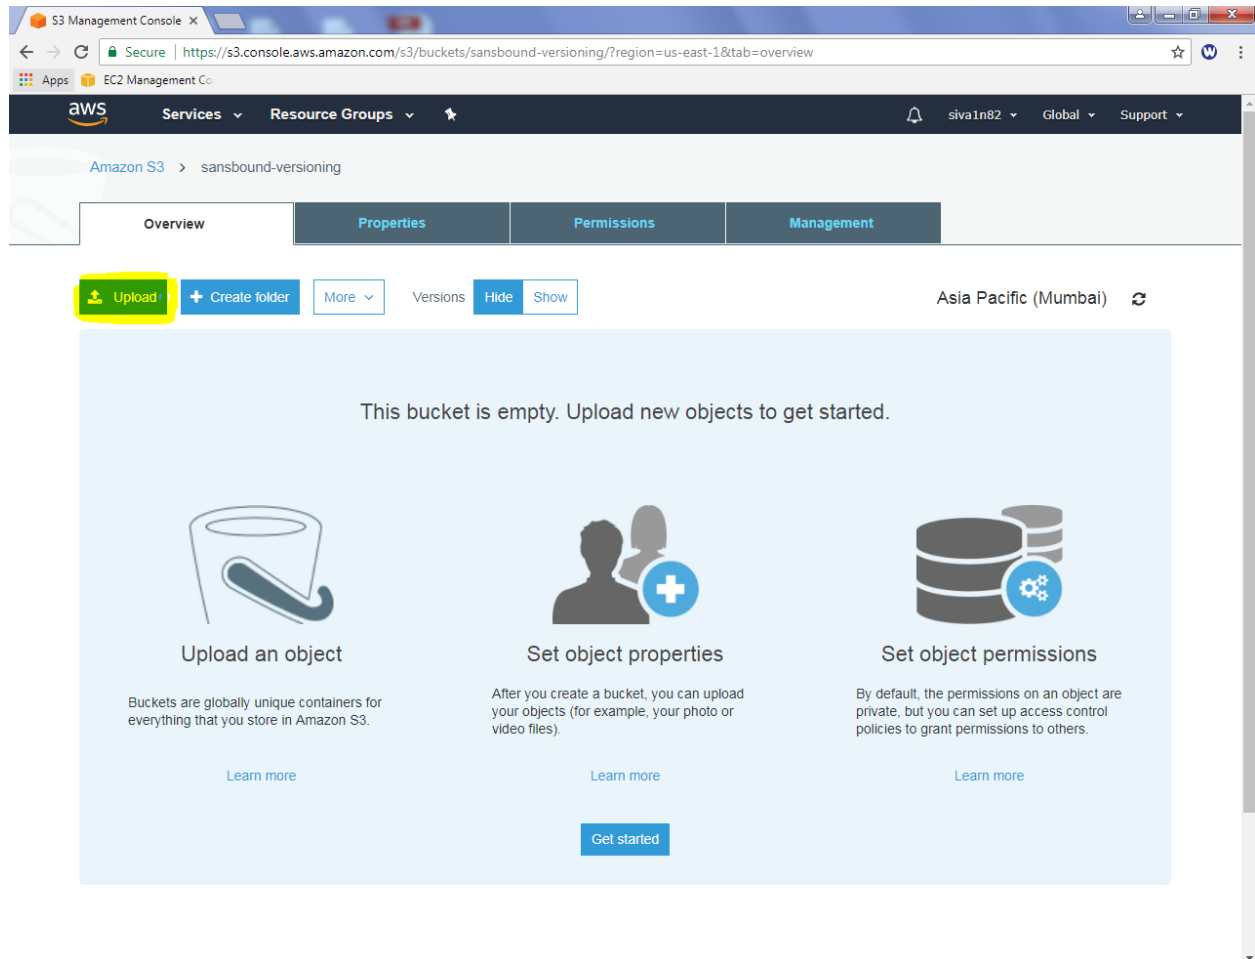 S3 Management Console
Secure https://s3.console.aws.amazon.com/s3/buckets/sansbound-versioning/?region=us-east-1&tab=overview
Apps EC2 Management Co
aws Services Resource Groups siva1n82 Global Support
Amazon S3 > sansbound-versioning
Overview Properties Permissions Management
Upload + Create folder More Versions Hide Show Asia Pacific (Mumbai)
This bucket is empty. Upload new objects to get started.
Upload an object
Buckets are globally unique containers for
everything that you store in Amazon S3.
Learn more
Set object properties
After you create a bucket, you can upload
your objects (for example, your photo or
video files).
Learn more
Set object permissions
By default, the permissions on an object are
private, but you can set up access control
policies to grant permissions to others.
Learn more
Get started